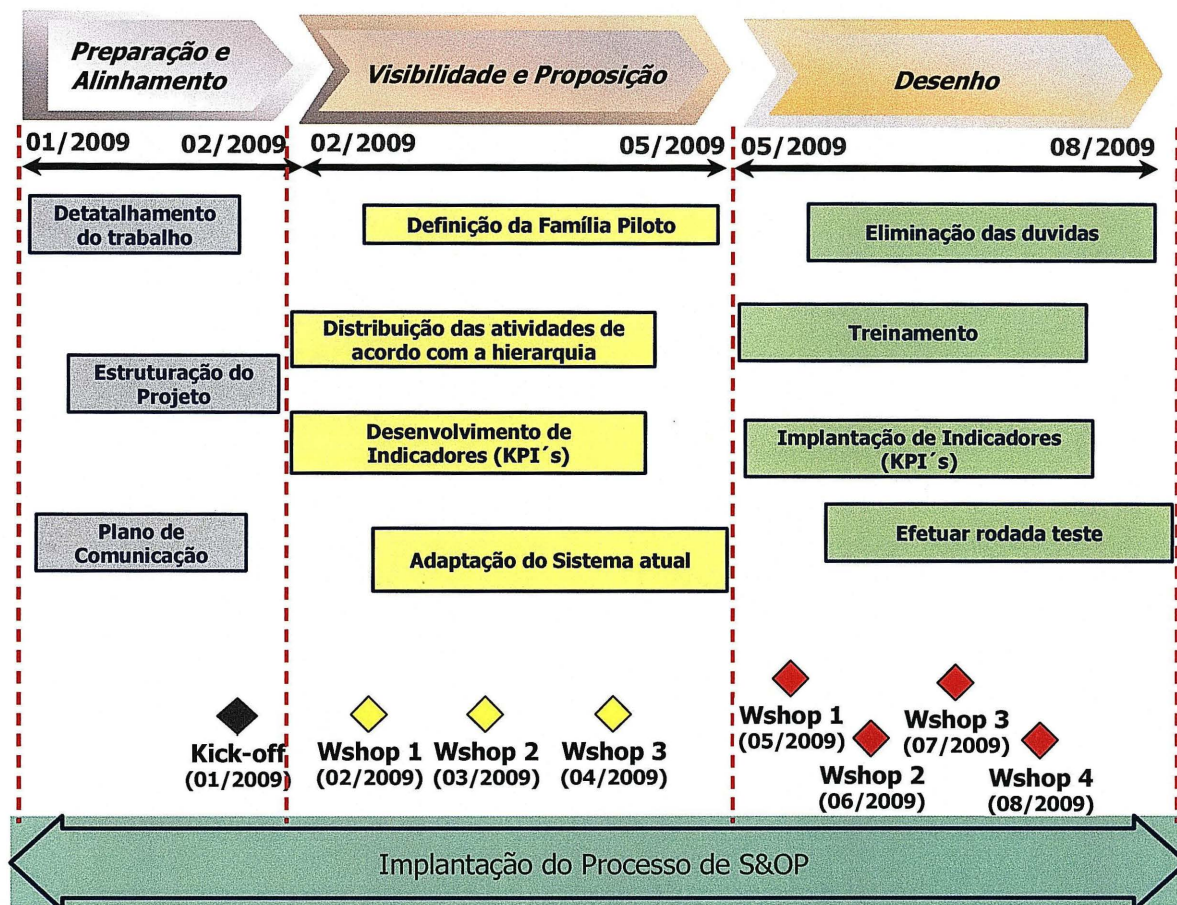 Preparação e
Alinhamento
Visibilidade e Proposição
Desenho
01/2009
02/2009
02/2009
05/2009
05/2009
08/2009
Detatalhamento
do trabalho
Estruturação do
Projeto
Plano de
Comunicação
Definição da Família Piloto
Distribuição das atividades de
acordo com a hierarquia
Desenvolvimento de
Indicadores (KPI´s)
Adaptação do Sistema atual
Eliminação das duvidas
Treinamento
Implantação de Indicadores
(KPI´s)
Efetuar rodada teste
Kick-off
(01/2009)
Wshop 1
(02/2009)
Wshop 2
(03/2009)
Wshop 3
(04/2009)
Wshop 1
(05/2009)
Wshop 2
(06/2009)
Wshop 3
(07/2009)
Wshop 4
(08/2009)
Implantação do Processo de S&OP